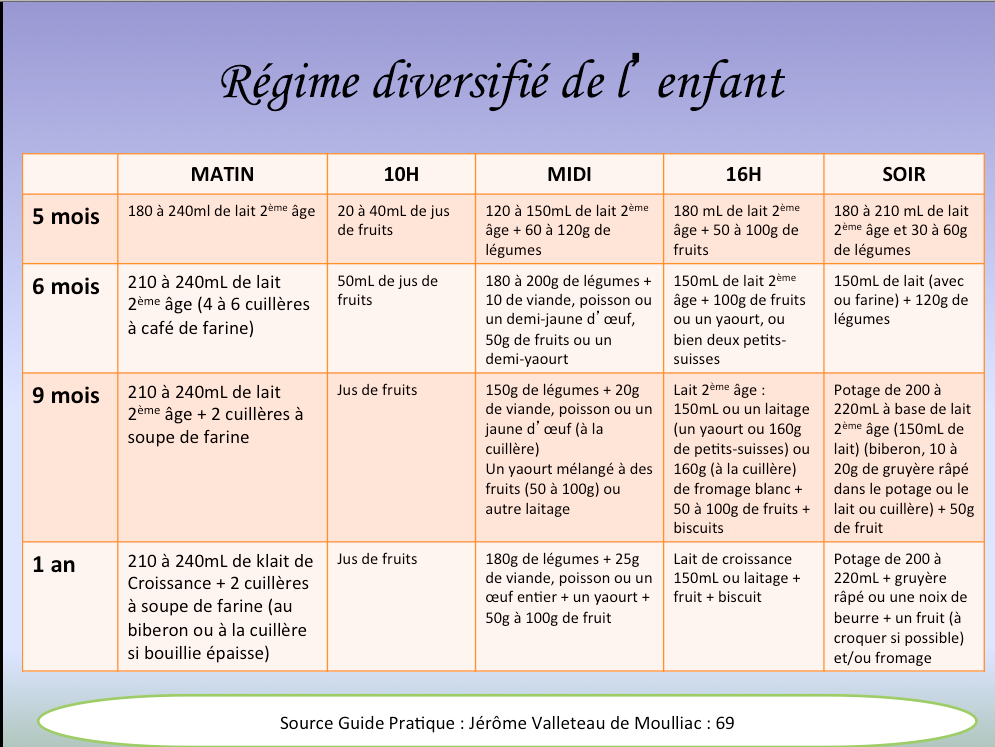 Régime diversifié de l’ enfant
MATIN
10H
MIDI
16H
SOIR
5 mois
180 à 240ml de lait 2ème âge
20 à 40mL de jus
de fruits
120 à 150mL de lait 2ème
âge + 60 à 120g de
légumes
180 mL de lait 2ème
âge + 50 à 100g de
fruits
180 à 210 mL de lait
2ème âge et 30 à 60g
de légumes
6 mois
210 à 240mL de lait
2ème âge (4 à 6 cuillères
à café de farine)
50mL de jus de
fruits
180 à 200g de légumes +
10 de viande, poisson ou
un demi-jaune d’œuf,
50g de fruits ou un
demi-yaourt
150mL de lait 2ème
âge + 100g de fruits
ou un yaourt, ou
bien deux petits-
suisses
150mL de lait (avec
ou farine) + 120g de
légumes
9 mois
210 à 240mL de lait
2ème âge + 2 cuillères à
soupe de farine
Jus de fruits
150g de légumes + 20g
de viande, poisson ou un
jaune d’œuf (à la
cuillère)
Un yaourt mélangé à des
fruits (50 à 100g) ou
autre laitage
Lait 2ème âge :
150mL ou un laitage
(un yaourt ou 160g
de petits-suisses) ou
160g (à la cuillère)
de fromage blanc +
50 à 100g de fruits +
biscuits
Potage de 200 à
220mL à base de lait
2ème âge (150mL de
lait) (biberon, 10 à
20g de gruyère râpé
dans le potage ou le
lait ou cuillère) + 50g
de fruit
1 an
210 à 240mL de klait de
Croissance + 2 cuillères
à soupe de farine (au
biberon ou à la cuillère
si bouillie épaisse)
Jus de fruits
180g de légumes + 25g
de viande, poisson ou un
œuf entier + un yaourt +
50g à 100g de fruit
Lait de croissance
150mL ou laitage +
fruit + biscuit
Potage de 200 à
220mL + gruyère
râpé ou une noix de
beurre + un fruit (à
croquer si possible)
et/ou fromage
Source Guide Pratique : Jérôme Valleteau de Moulliac : 69